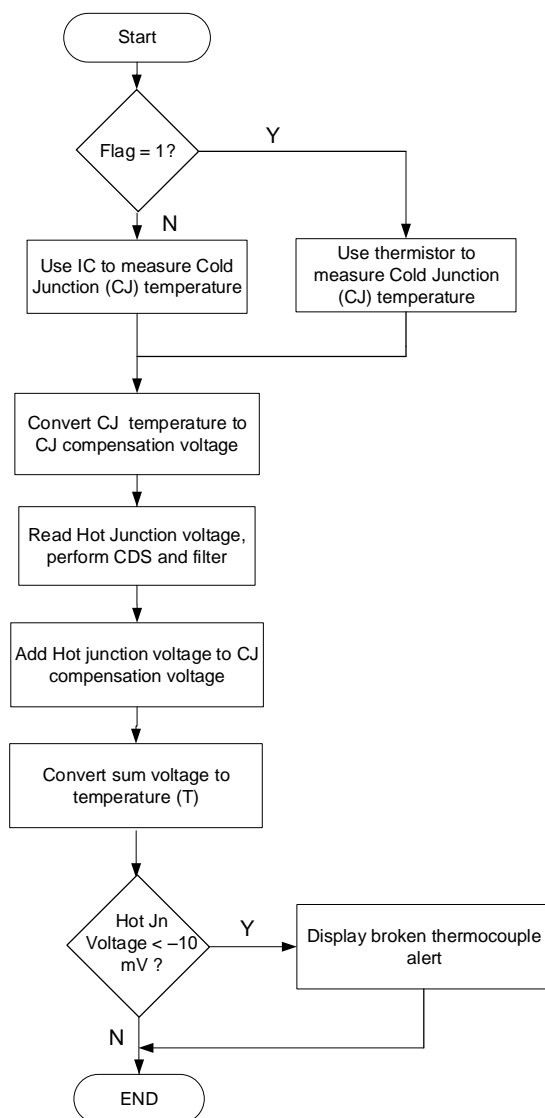 Start
Flag = 1?
Y
N
Use IC to measure Cold
Junction (CJ) temperature
Use thermistor to
measure Cold Junction
(CJ) temperature
Convert CJ temperature to
CJ compensation voltage
Read Hot Junction voltage,
perform CDS and filter
Add Hot junction voltage to CJ
compensation voltage
Convert sum voltage to
temperature (T)
Hot Jn
Voltage < –10
mV ?
Y
Display broken thermocouple
alert
N
END